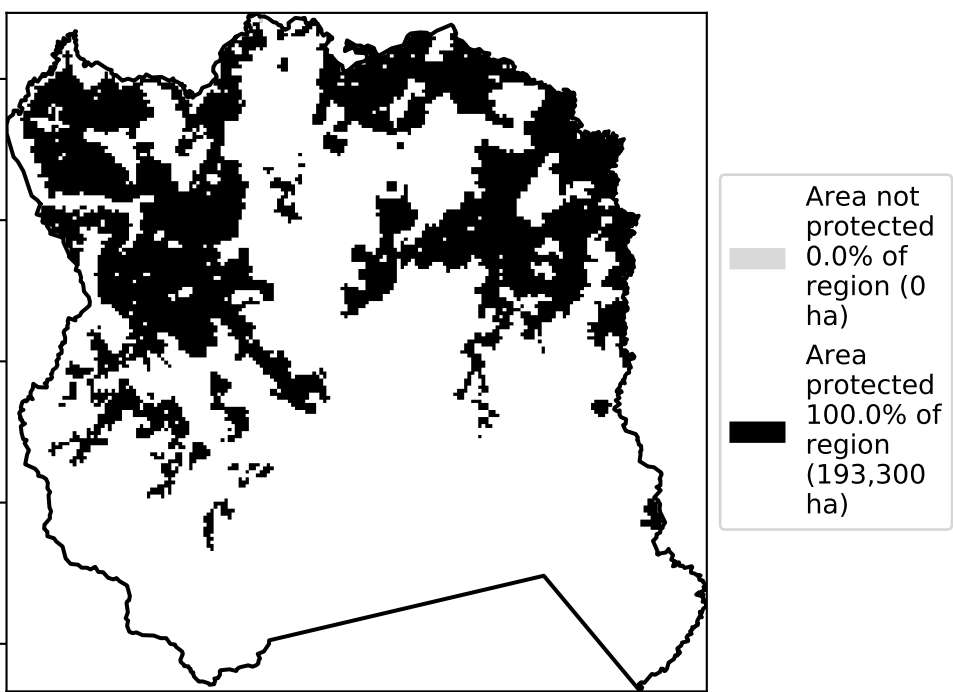 Area not
protected
0.0% of
region (0
ha)
Area
protected
100.0% of
region
(193,300
ha)